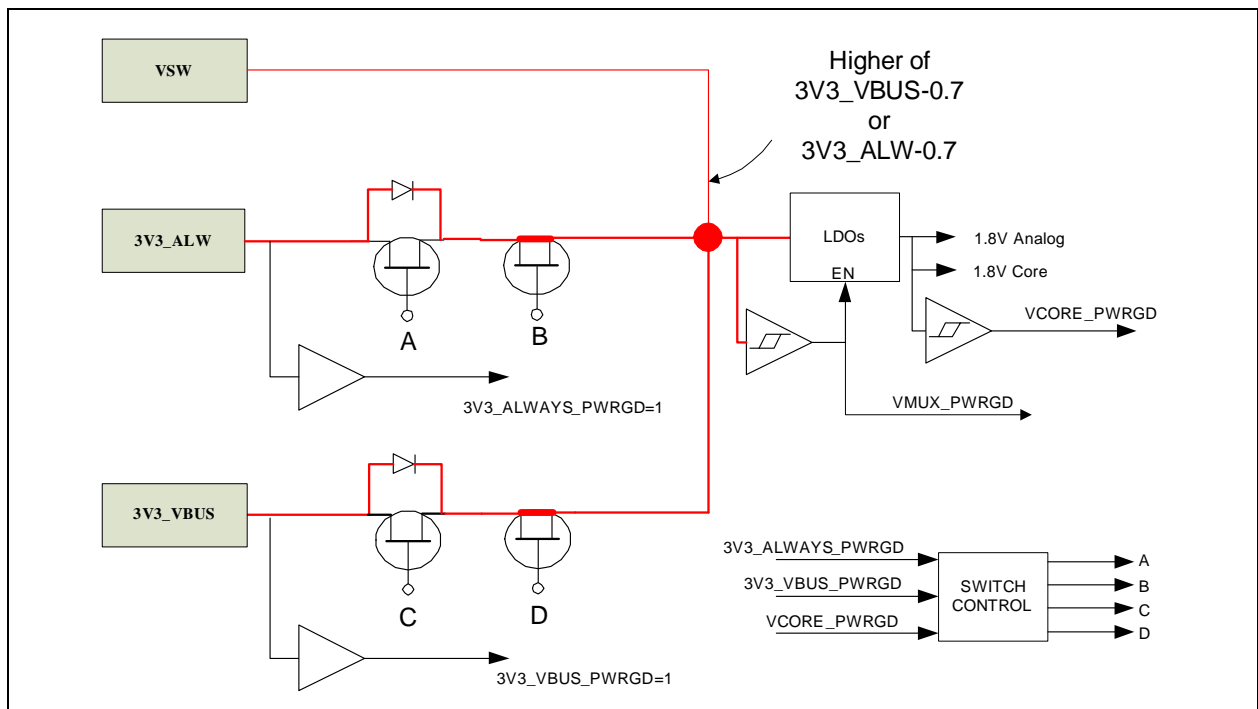 VSW
Higher of
3V3_VBUS-0.7
or
3V3_ALW-0.7
3V3_ALW
LDOs
EN
1.8V Analog
1.8V Core
A
B
VCORE_PWRGD
3V3_ALWAYS_PWRGD=1
VMUX_PWRGD
3V3_VBUS
C
D
3V3_VBUS_PWRGD=1
3V3_ALWAYS_PWRGD
3V3_VBUS_PWRGD
VCORE_PWRGD
SWITCH
CONTROL
A
B
C
D